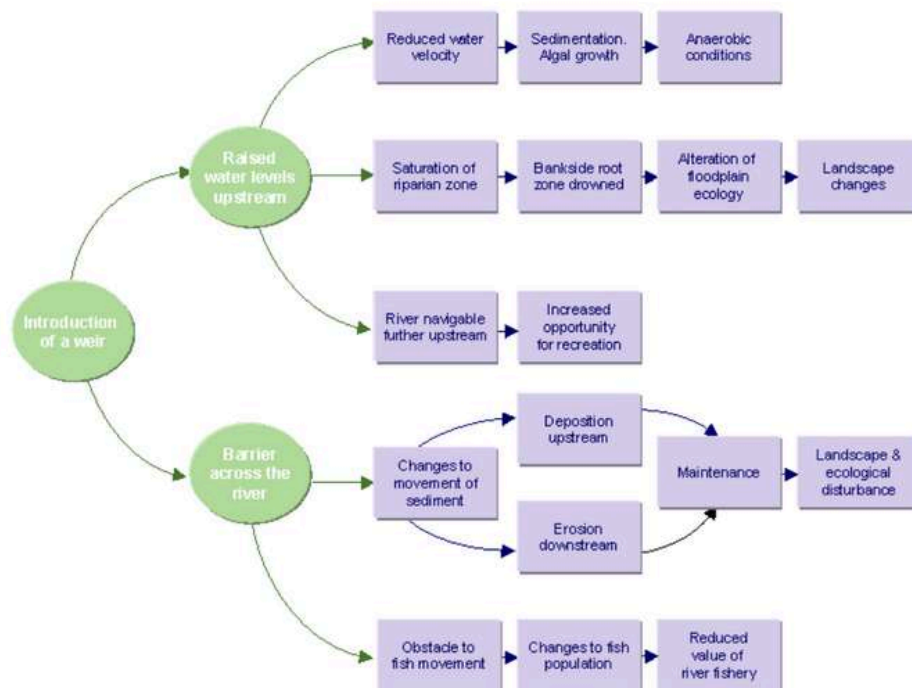 Reduced water
velocity
Sedimentation.
Algal growth
Anaerobic
conditions
Raised
water levels
upstream
Saturation of
riparian zone
Bankside root
zone drowned
Alteration of
floodplain
ecology
Landscape
changes
Introduction
of a weir
River navigable
further upstream
Increased
opportunity
for recreation
Barrier
across the
river
Changes to
movement of
sediment
Deposition
upstream
Erosion
downstream
Maintenance
Landscape &
ecological
disturbance
Obstacle to
fish movement
Changes to fish
population
Reduced
value of
river fishery